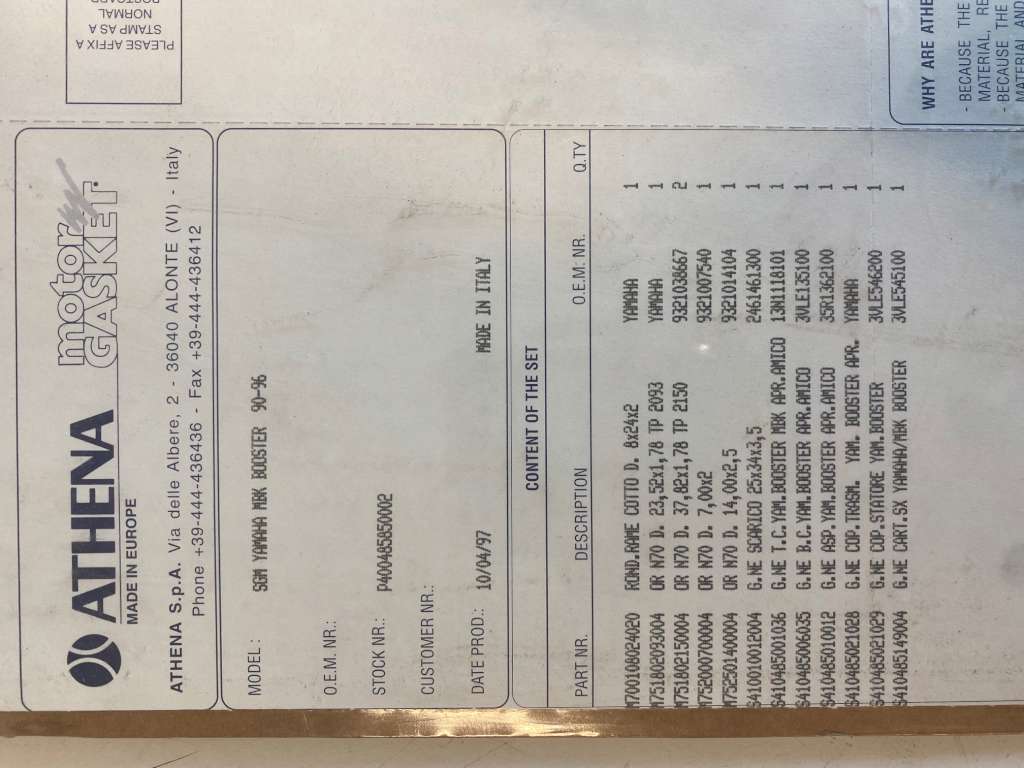 PLEASE AFFIX A
STAMP AS A
NORMAL
POSTCARD
ATHENA
MADE IN EUROPE
motor
GASKET
ATHENA S.p.A. Via delle Albere, 2 - 36040 ALONTE (VI) - Italy
Phone +39-444-436436 - Fax +39-444-436412
MODEL : SGM YAMAHA MBK BOOSTER 90-96
O.E.M. NR.:
STOCK NR.: P400485850002
CUSTOMER NR.:
DATE PROD.: 10/04/97 MADE IN ITALY
CONTENT OF THE SET
PART NR. DESCRIPTION O.E.M. NR. Q.TY
M700108024020 ROND.RAME COTTO D. 8x24x2 YAMAHA 1
M751802093004 OR N70 D. 23,52x1,78 TP 2093 YAMAHA 1
M751802150004 OR N70 D. 37,82x1,78 TP 2150 9321038667 2
M752000700004 OR N70 D. 7,00x2 9321007540 1
M752501400004 OR N70 D. 14,00x2,5 9321014104 1
S410010012004 G.NE SCARICO 25x34x3,5 2461461300 1
S410485001036 G.NE T.C.YAM.BOOSTER MBK APR.AMICO 13N1118101 1
S410485006035 G.NE B.C.YAM.BOOSTER APR.AMICO 3VLE135100 1
S410485010012 G.NE ASP.YAM.BOOSTER APR.AMICO 35R1362100 1
S410485021028 G.NE COP.TRASM. YAM. BOOSTER APR. YAMAHA 1
S410485021029 G.NE COP.STATORE YAM.BOOSTER 3VLE546200 1
S410485149004 G.NE CART.SX YAMAHA/MBK BOOSTER 3VLE545100 1
WHY ARE ATHE
- BECAUSE THE
MATERIAL, RE
- BECAUSE THE
MATERIAL AND